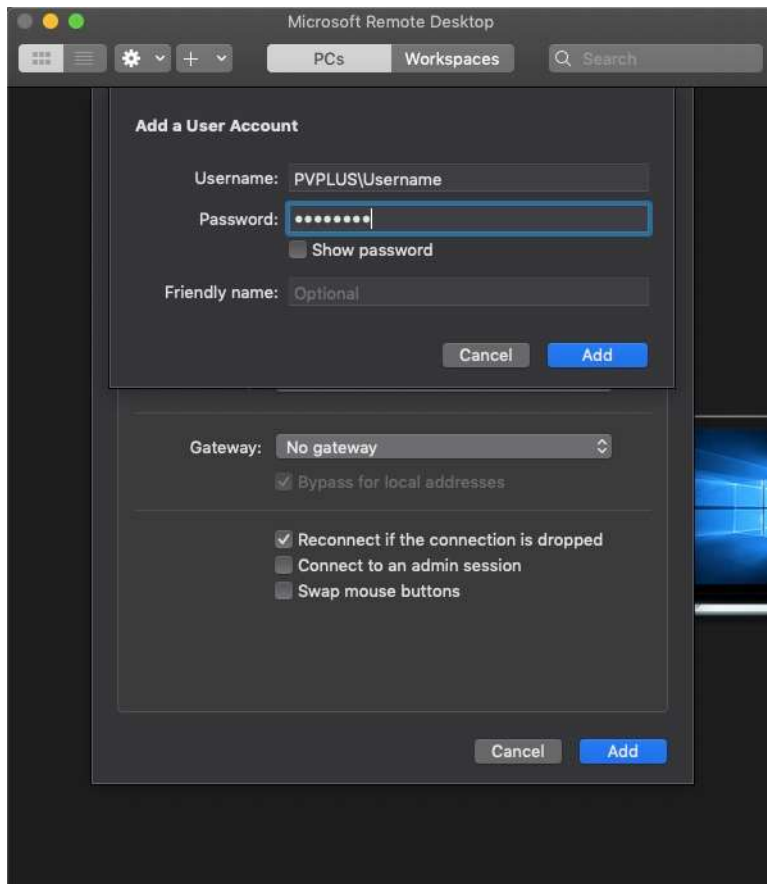 Microsoft Remote Desktop
PCs Workspaces Search
Add a User Account
Username: PVPLUS\Username
Password: ••••••••
Show password
Friendly name: Optional
Cancel Add
Gateway: No gateway
Bypass for local addresses
Reconnect if the connection is dropped
Connect to an admin session
Swap mouse buttons
Cancel Add